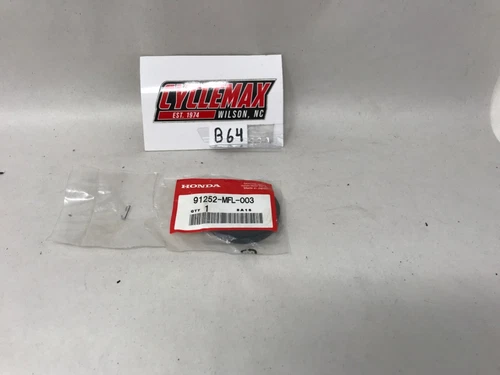 CYCLEMAX
EST. 1974
WILSON, NC
B64
HONDA
91252-MFL-003
QTY 1